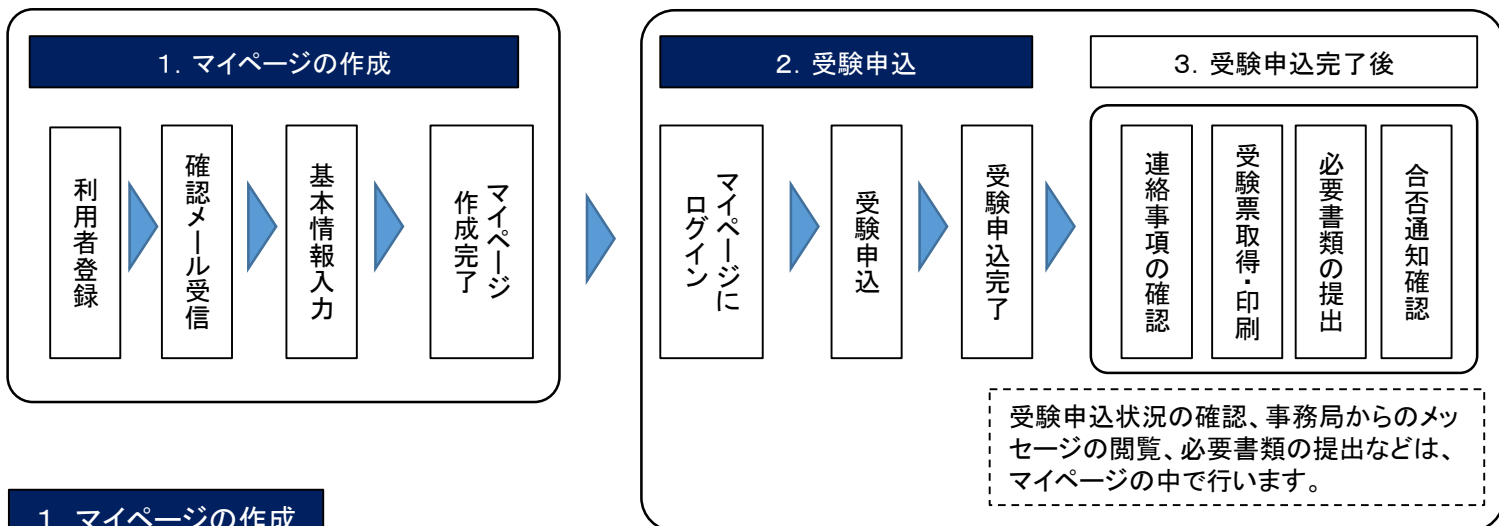 1．マイページの作成
利用者登録
確認メール受信
基本情報入力
マイページ
作成完了
2．受験申込
マイページに
ログイン
受験申込
受験申込完了
3．受験申込完了後
連絡事項の確認
受験票取得・印刷
必要書類の提出
合否通知確認
受験申込状況の確認、事務局からのメッ
セージの閲覧、必要書類の提出などは、
マイページの中で行います。
1．マイページの作成